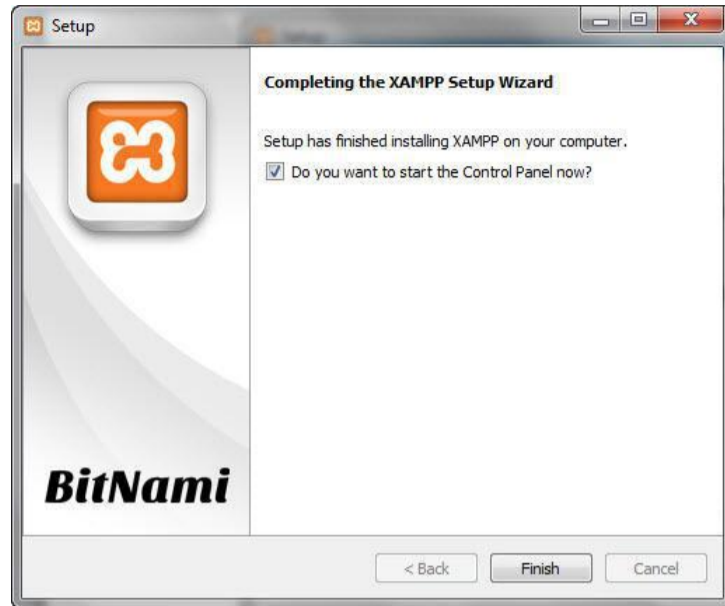 Setup
Completing the XAMPP Setup Wizard
Setup has finished installing XAMPP on your computer.
Do you want to start the Control Panel now?
BitNami
< Back
Finish
Cancel